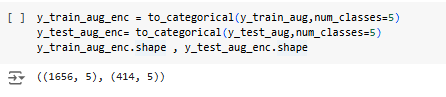 [ ] y_train_aug_enc = to_categorical(y_train_aug,num_classes=5)
y_test_aug_enc= to_categorical(y_test_aug,num_classes=5)
y_train_aug_enc.shape , y_test_aug_enc.shape
((1656, 5), (414, 5))